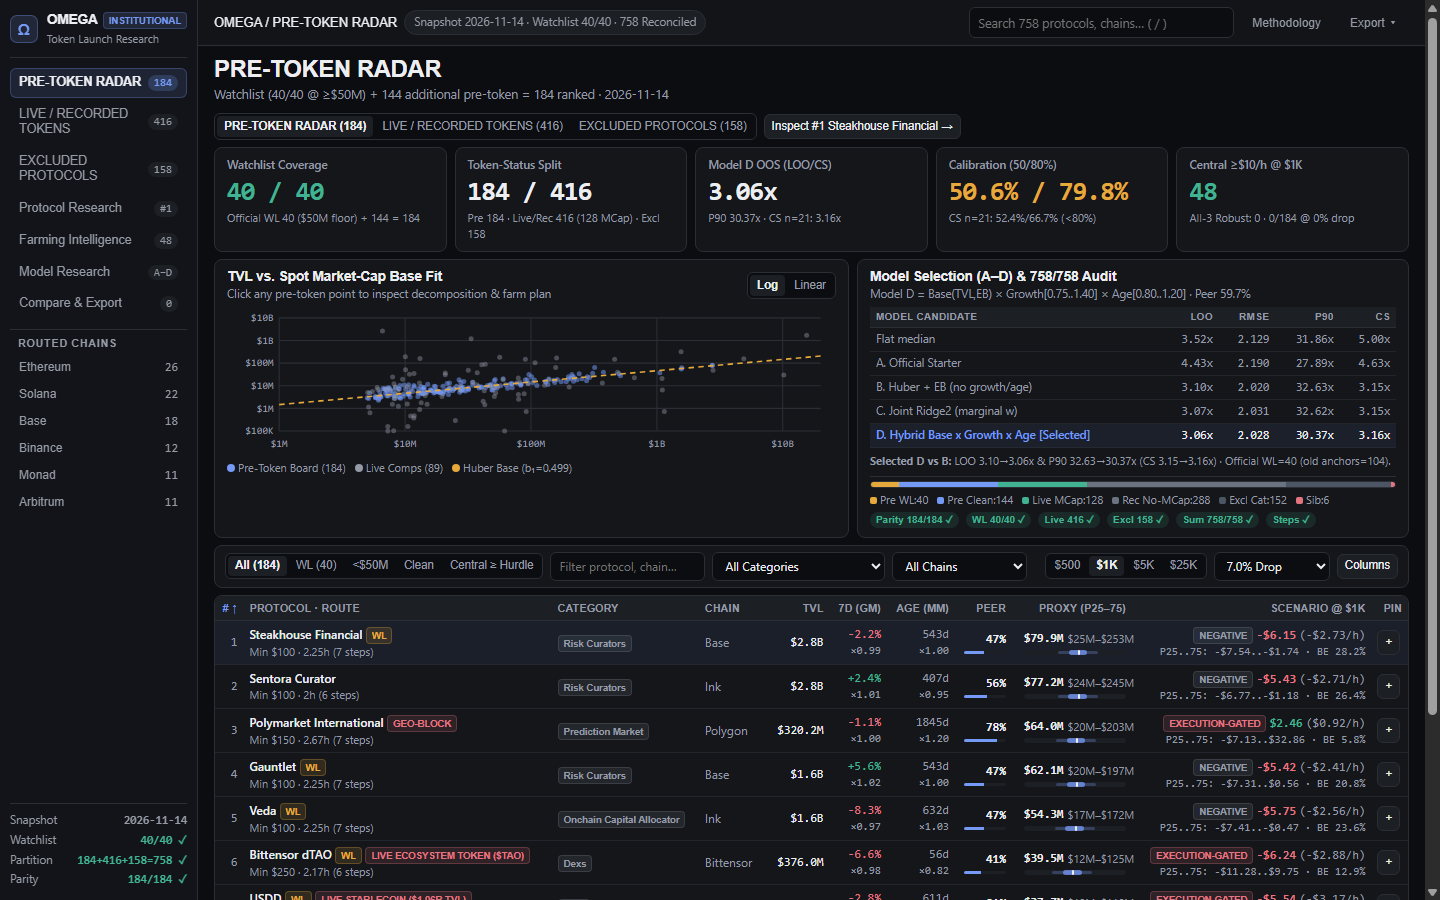 Ω
OMEGA INSTITUTIONAL
Token Launch Research
PRE-TOKEN RADAR 184
LIVE / RECORDED TOKENS 416
EXCLUDED PROTOCOLS 158
Protocol Research #1
Farming Intelligence 48
Model Research A–D
Compare & Export 0
ROUTED CHAINS
Ethereum 26
Solana 22
Base 18
Binance 12
Monad 11
Arbitrum 11
Snapshot 2026-11-14
Watchlist 40/40 ✓
Partition 184+416+158=758 ✓
Parity 184/184 ✓
OMEGA / PRE-TOKEN RADAR Snapshot 2026-11-14 · Watchlist 40/40 · 758 Reconciled
Search 758 protocols, chains... ( / ) Methodology Export ▾
PRE-TOKEN RADAR
Watchlist (40/40 @ ≥$50M) + 144 additional pre-token = 184 ranked · 2026-11-14
PRE-TOKEN RADAR (184) LIVE / RECORDED TOKENS (416) EXCLUDED PROTOCOLS (158) Inspect #1 Steakhouse Financial →
Watchlist Coverage
40 / 40
Official WL 40 ($50M floor) + 144 = 184
Token-Status Split
184 / 416
Pre 184 · Live/Rec 416 (128 MCap) · Excl
158
Model D OOS (LOO/CS)
3.06x
P90 30.37x · CS n=21: 3.16x
Calibration (50/80%)
50.6% / 79.8%
CS n=21: 52.4%/66.7% (<80%)
Central ≥$10/h @ $1K
48
All-3 Robust: 0 · 0/184 @ 0% drop
TVL vs. Spot Market-Cap Base Fit
Click any pre-token point to inspect decomposition & farm plan
Log Linear
$10B
$1B
$100M
$10M
$1M
$100K
$1M $10M $100M $1B $10B
Pre-Token Board (184) Live Comps (89) Huber Base (b₁=0.499)
Model Selection (A–D) & 758/758 Audit
Model D = Base(TVL,EB) × Growth[0.75..1.40] × Age[0.80..1.20] · Peer 59.7%
MODEL CANDIDATE LOO RMSE P90 CS
Flat median 3.52x 2.129 31.86x 5.00x
A. Official Starter 4.43x 2.190 27.89x 4.63x
B. Huber + EB (no growth/age) 3.10x 2.020 32.63x 3.15x
C. Joint Ridge2 (marginal w) 3.07x 2.031 32.62x 3.15x
D. Hybrid Base x Growth x Age [Selected] 3.06x 2.028 30.37x 3.16x
Selected D vs B: LOO 3.10→3.06x & P90 32.63→30.37x (CS 3.15→3.16x) · Official WL=40 (old anchors=104).
Pre WL:40 Pre Clean:144 Live MCap:128 Rec No-MCap:288 Excl Cat:152 Sib:6
Parity 184/184 ✓ WL 40/40 ✓ Live 416 ✓ Excl 158 ✓ Sum 758/758 ✓ Steps ✓
All (184) WL (40) <$50M Clean Central ≥ Hurdle Filter protocol, chain... All Categories All Chains $500 $1K $5K $25K 7.0% Drop Columns
# ↑ PROTOCOL · ROUTE CATEGORY CHAIN TVL 7D (GM) AGE (MM) PEER PROXY (P25–75) SCENARIO @ $1K PIN
1 Steakhouse Financial WL Risk Curators Base $2.8B -2.2% 543d 47% $79.9M $25M–$253M NEGATIVE -$6.15 (-$2.73/h) +
Min $100 · 2.25h (7 steps) ×0.99 ×1.00 P25..75: -$7.54..-$1.74 · BE 28.2%
2 Sentora Curator Risk Curators Ink $2.8B +2.4% 407d 56% $77.2M $24M–$245M NEGATIVE -$5.43 (-$2.71/h) +
Min $100 · 2h (6 steps) ×1.01 ×0.95 P25..75: -$6.77..-$1.18 · BE 26.4%
3 Polymarket International GEO-BLOCK Prediction Market Polygon $320.2M -1.1% 1845d 78% $64.0M $20M–$203M EXECUTION-GATED $2.46 ($0.92/h) +
Min $150 · 2.67h (7 steps) ×1.00 ×1.20 P25..75: -$7.13..$32.86 · BE 5.8%
4 Gauntlet WL Risk Curators Base $1.6B +5.6% 543d 47% $62.1M $20M–$197M NEGATIVE -$5.42 (-$2.41/h) +
Min $100 · 2.25h (7 steps) ×1.02 ×1.00 P25..75: -$7.31..$0.56 · BE 20.8%
5 Veda WL Onchain Capital Allocator Ink $1.6B -8.3% 632d 47% $54.3M $17M–$172M NEGATIVE -$5.75 (-$2.56/h) +
Min $100 · 2.25h (7 steps) ×0.97 ×1.03 P25..75: -$7.41..-$0.47 · BE 23.6%
6 Bittensor dTAO WL LIVE ECOSYSTEM TOKEN ($TAO) Dexs Bittensor $376.0M -6.6% 56d 41% $39.5M $12M–$125M EXECUTION-GATED -$6.24 (-$2.88/h) +
Min $250 · 2.17h (6 steps) ×0.98 ×0.82 P25..75: -$11.28..$9.75 · BE 12.9%
USDD WL -2.8% 611d